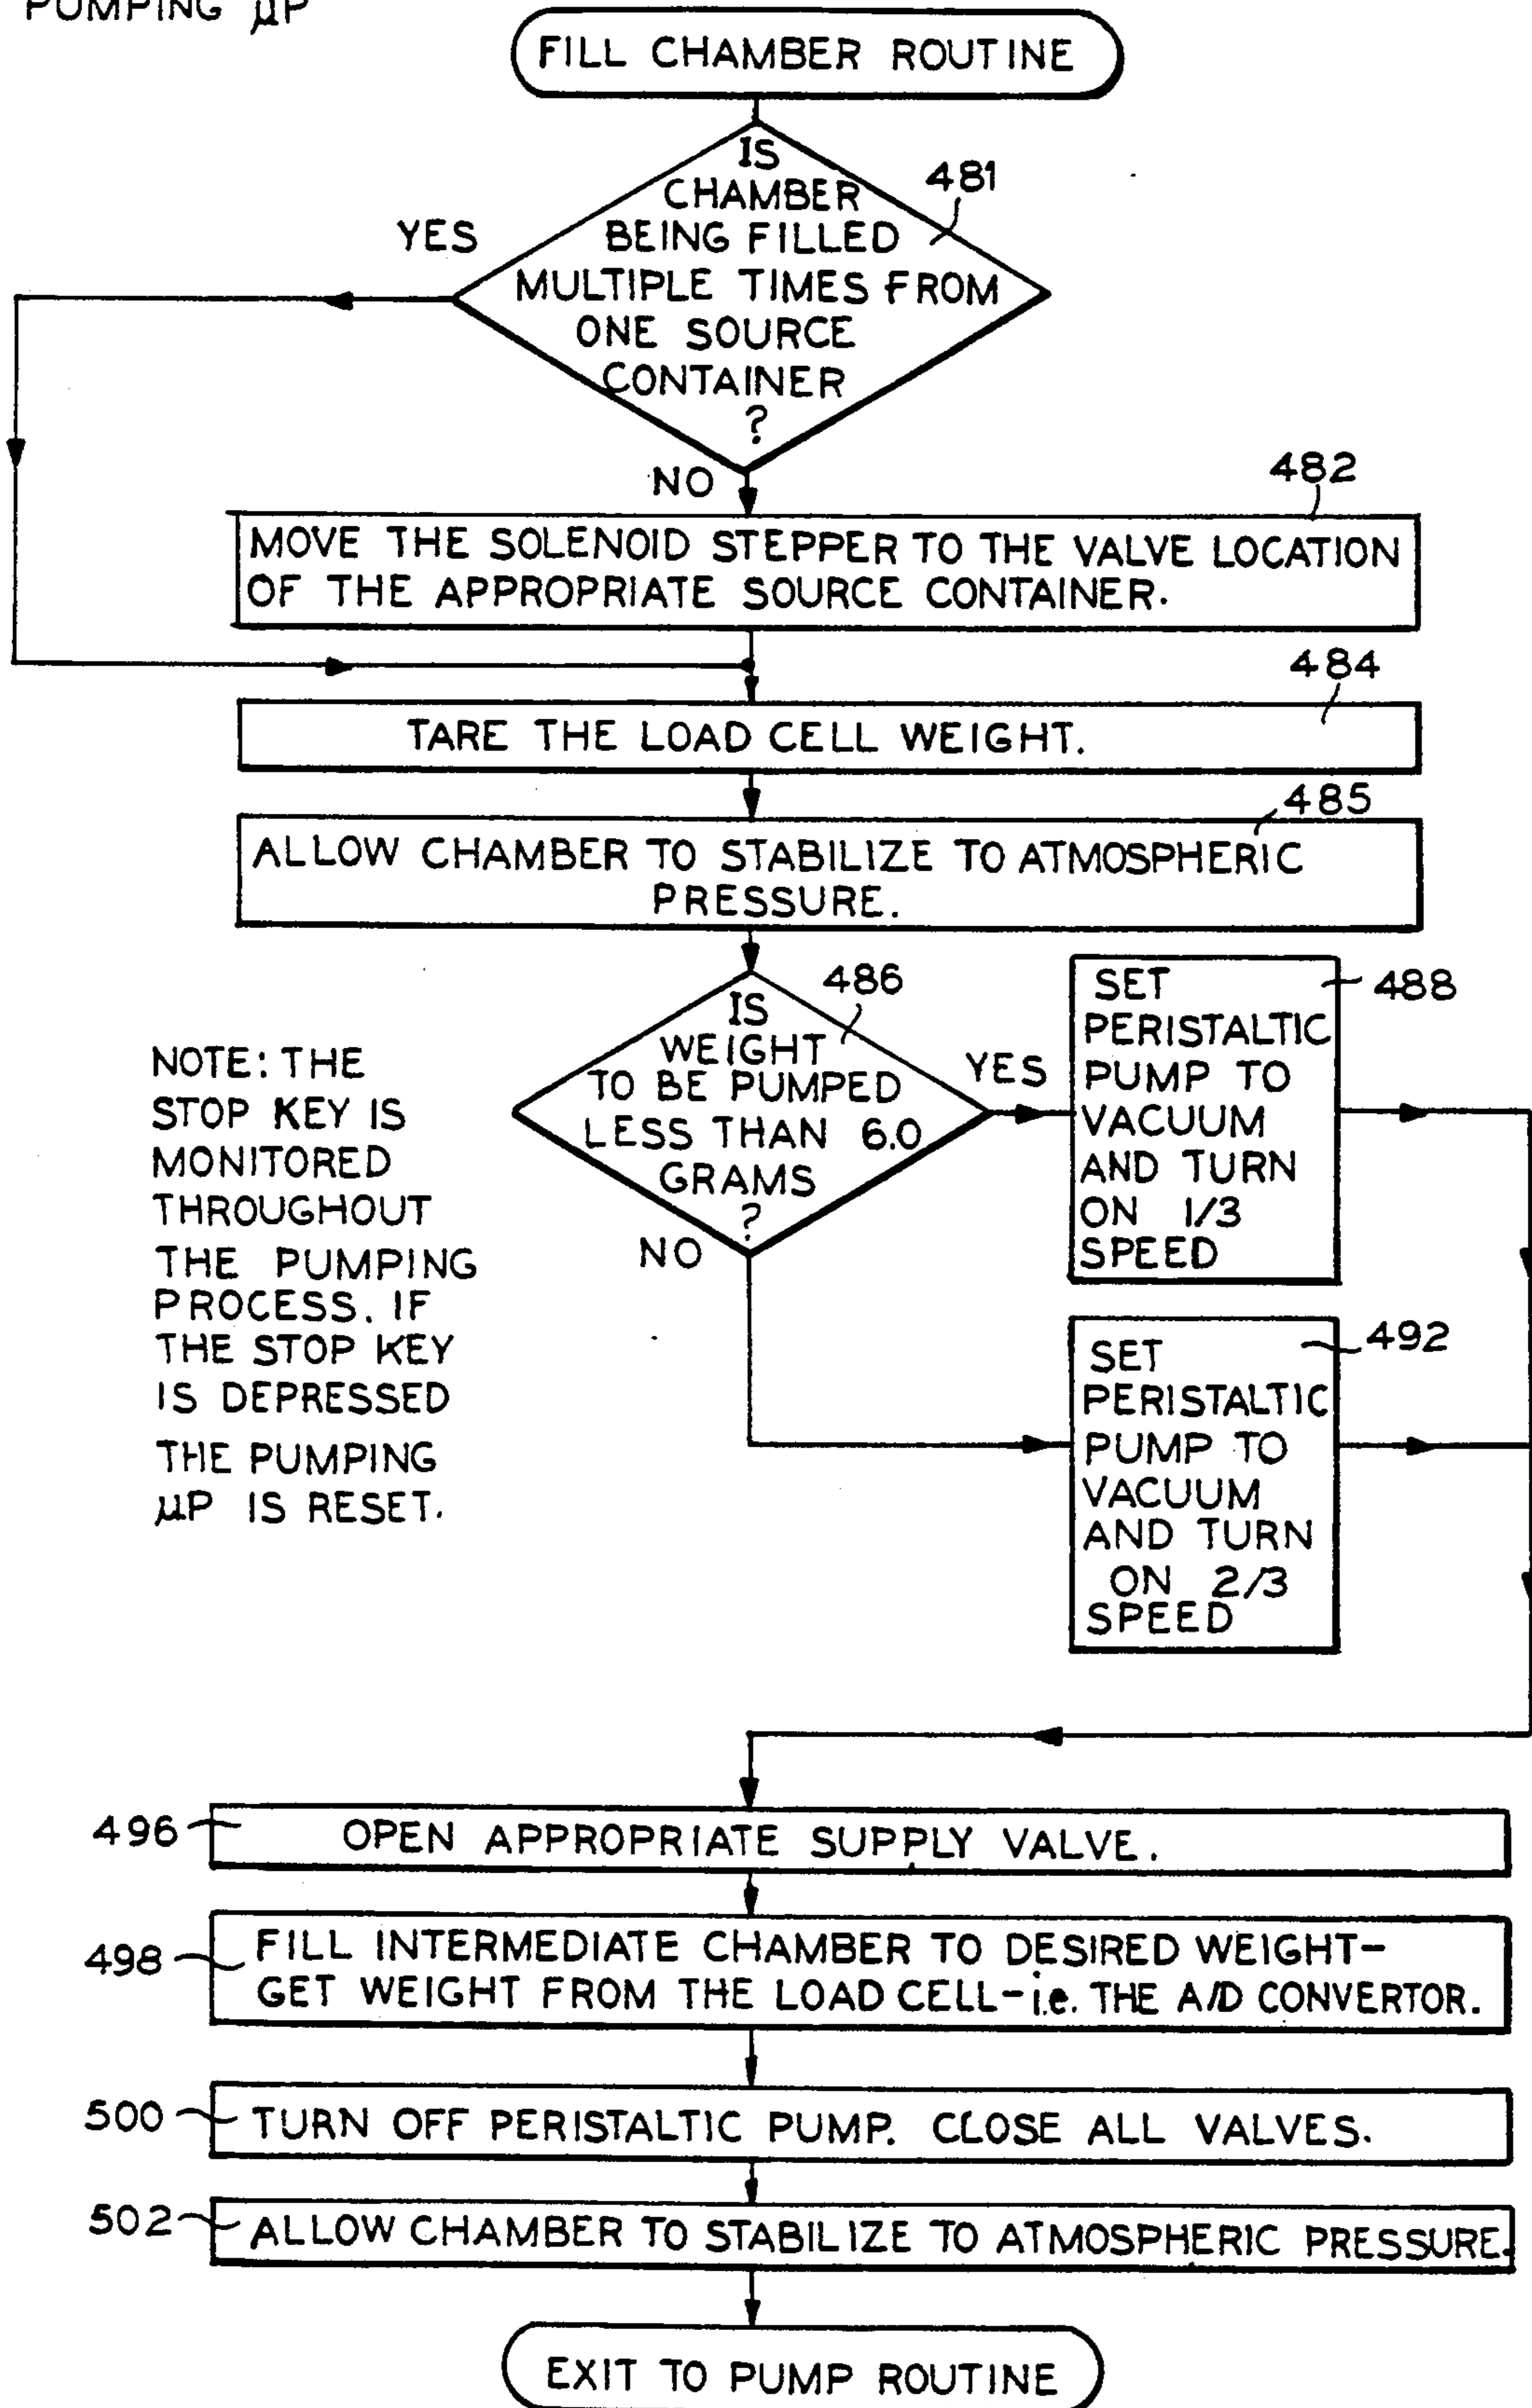 PUMPING µP
FILL CHAMBER ROUTINE
IS
CHAMBER
BEING FILLED
MULTIPLE TIMES FROM
ONE SOURCE
CONTAINER
?
481
YES
NO
482
MOVE THE SOLENOID STEPPER TO THE VALVE LOCATION
OF THE APPROPRIATE SOURCE CONTAINER.
484
TARE THE LOAD CELL WEIGHT.
485
ALLOW CHAMBER TO STABILIZE TO ATMOSPHERIC
PRESSURE.
486
IS
WEIGHT
TO BE PUMPED
LESS THAN 6.0
GRAMS
?
YES
NO
488
SET
PERISTALTIC
PUMP TO
VACUUM
AND TURN
ON 1/3
SPEED
NOTE: THE
STOP KEY IS
MONITORED
THROUGHOUT
THE PUMPING
PROCESS. IF
THE STOP KEY
IS DEPRESSED
THE PUMPING
µP IS RESET.
492
SET
PERISTALTIC
PUMP TO
VACUUM
AND TURN
ON 2/3
SPEED
496
OPEN APPROPRIATE SUPPLY VALVE.
498
FILL INTERMEDIATE CHAMBER TO DESIRED WEIGHT-
GET WEIGHT FROM THE LOAD CELL-i.e. THE A/D CONVERTOR.
500
TURN OFF PERISTALTIC PUMP. CLOSE ALL VALVES.
502
ALLOW CHAMBER TO STABILIZE TO ATMOSPHERIC PRESSURE.
EXIT TO PUMP ROUTINE